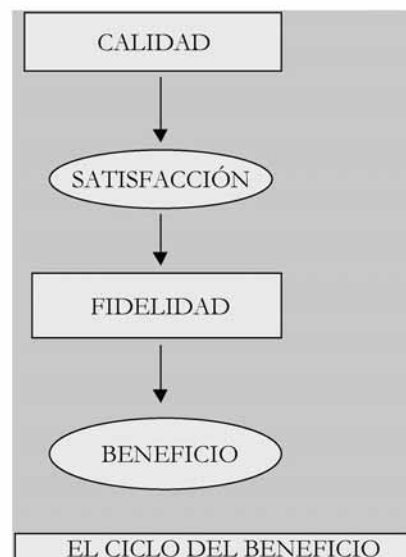 CALIDAD
SATISFACCIÓN
FIDELIDAD
BENEFICIO
EL CICLO DEL BENEFICIO